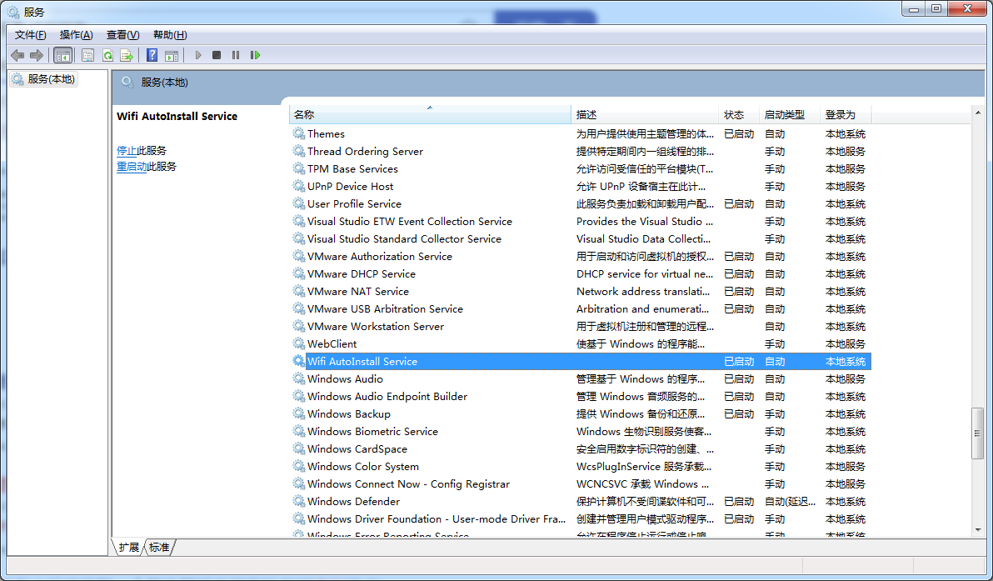 服务
文件(F) 操作(A) 查看(V) 帮助(H)
服务(本地)
服务(本地)
Wifi AutoInstall Service
停止此服务
重启动此服务
名称 描述 状态 启动类型 登录为
Themes 为用户提供使用主题管理的体... 已启动 自动 本地系统
Thread Ordering Server 提供特定期间内一组线程的排... 手动 本地服务
TPM Base Services 允许访问受信任的平台模块(T... 手动 本地服务
UPnP Device Host 允许 UPnP 设备宿主在此计... 手动 本地服务
User Profile Service 此服务负责加载和卸载用户配... 已启动 自动 本地系统
Visual Studio ETW Event Collection Service Provides the Visual Studio ... 手动 本地系统
Visual Studio Standard Collector Service Visual Studio Data Collecti... 手动 本地系统
VMware Authorization Service 用于启动和访问虚拟机的授权... 已启动 自动 本地系统
VMware DHCP Service DHCP service for virtual ne... 已启动 自动 本地系统
VMware NAT Service Network address translati... 已启动 自动 本地系统
VMware USB Arbitration Service Arbitration and enumerati... 已启动 自动 本地系统
VMware Workstation Server 用于虚拟机注册和管理的远程... 自动 本地系统
WebClient 使基于 Windows 的程序能... 手动 本地服务
Wifi AutoInstall Service 已启动 自动 本地系统
Windows Audio 管理基于 Windows 的程序... 已启动 自动 本地服务
Windows Audio Endpoint Builder 管理 Windows 音频服务的... 已启动 自动 本地系统
Windows Backup 提供 Windows 备份和还原... 已启动 手动 本地系统
Windows Biometric Service Windows 生物识别服务使客... 手动 本地系统
Windows CardSpace 安全启用数字标识符的创建、... 手动 本地系统
Windows Color System WcsPlugInService 服务承载... 手动 本地服务
Windows Connect Now - Config Registrar WCNCSVC 承载 Windows ... 手动 本地服务
Windows Defender 保护计算机不受间谍软件和可... 已启动 自动(延迟... 本地系统
Windows Driver Foundation - User-mode Driver Fra... 创建并管理用户模式驱动程序... 已启动 手动 本地系统
Windows Error Reporting Service 允许在程序停止运行或停止响... 手动 本地系统
扩展 标准